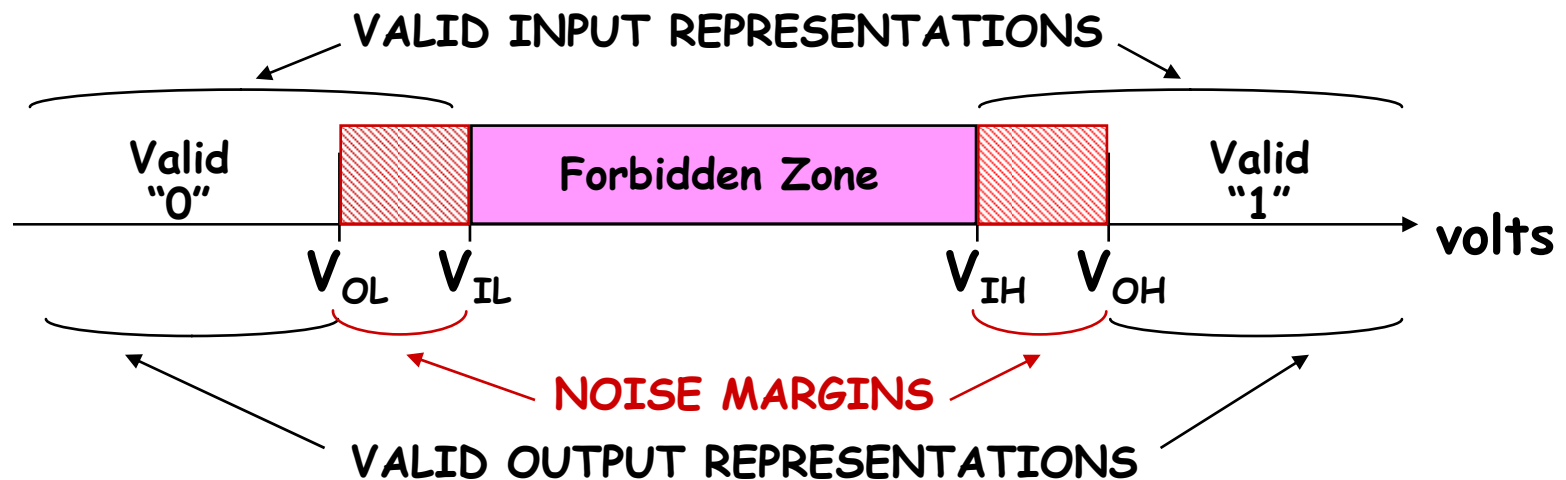 VALID INPUT REPRESENTATIONS
Valid
“0”
Forbidden Zone
Valid
“1”
volts
VOL
VIL
VIH
VOH
NOISE MARGINS
VALID OUTPUT REPRESENTATIONS